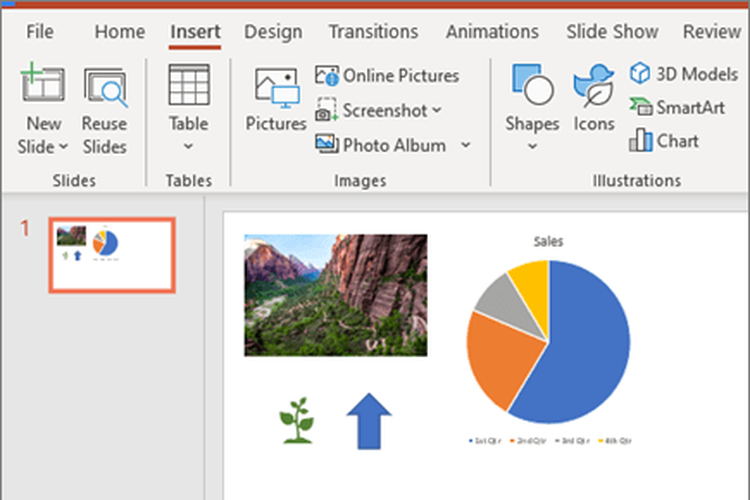 File Home Insert Design Transitions Animations Slide Show Review
New Slide
Reuse Slides
Table
Pictures
Online Pictures
Screenshot
Photo Album
Shapes
Icons
3D Models
SmartArt
Chart
Slides Tables Images Illustrations
1
Sales
1st Qtr 2nd Qtr 3rd Qtr 4th Qtr